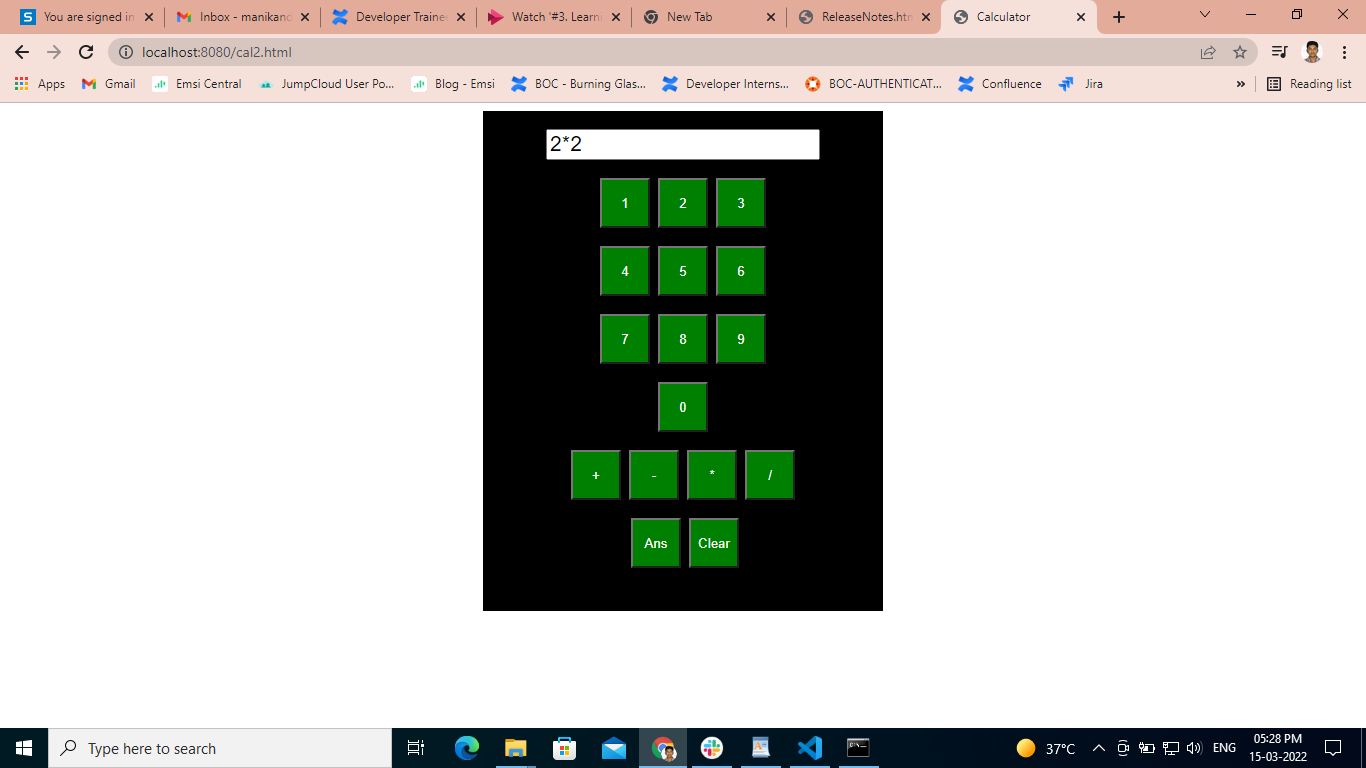 You are signed in
Inbox - manikand
Developer Trainee
Watch '#3. Learni
New Tab
ReleaseNotes.htm
Calculator
localhost:8080/cal2.html
Apps
Gmail
Emsi Central
JumpCloud User Po...
Blog - Emsi
BOC - Burning Glas...
Developer Interns...
BOC-AUTHENTICAT...
Confluence
Jira
»
Reading list
2*2
1 2 3
4 5 6
7 8 9
0
+ - * /
Ans Clear
Type here to search
37°C
ENG
05:28 PM
15-03-2022